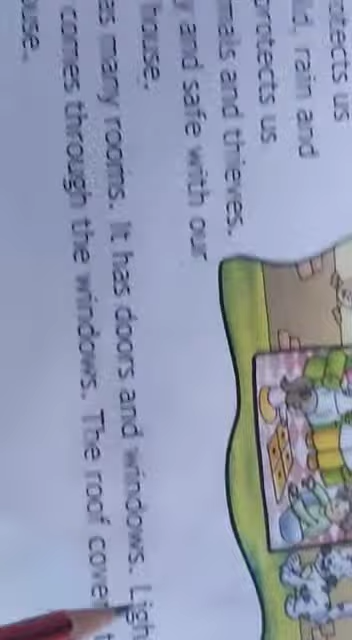 otects us
ld, rain and
protects us
mals and thieves.
y and safe with our
house.
as many rooms. It has doors and windows. Ligh
comes through the windows. The roof cover t
use.